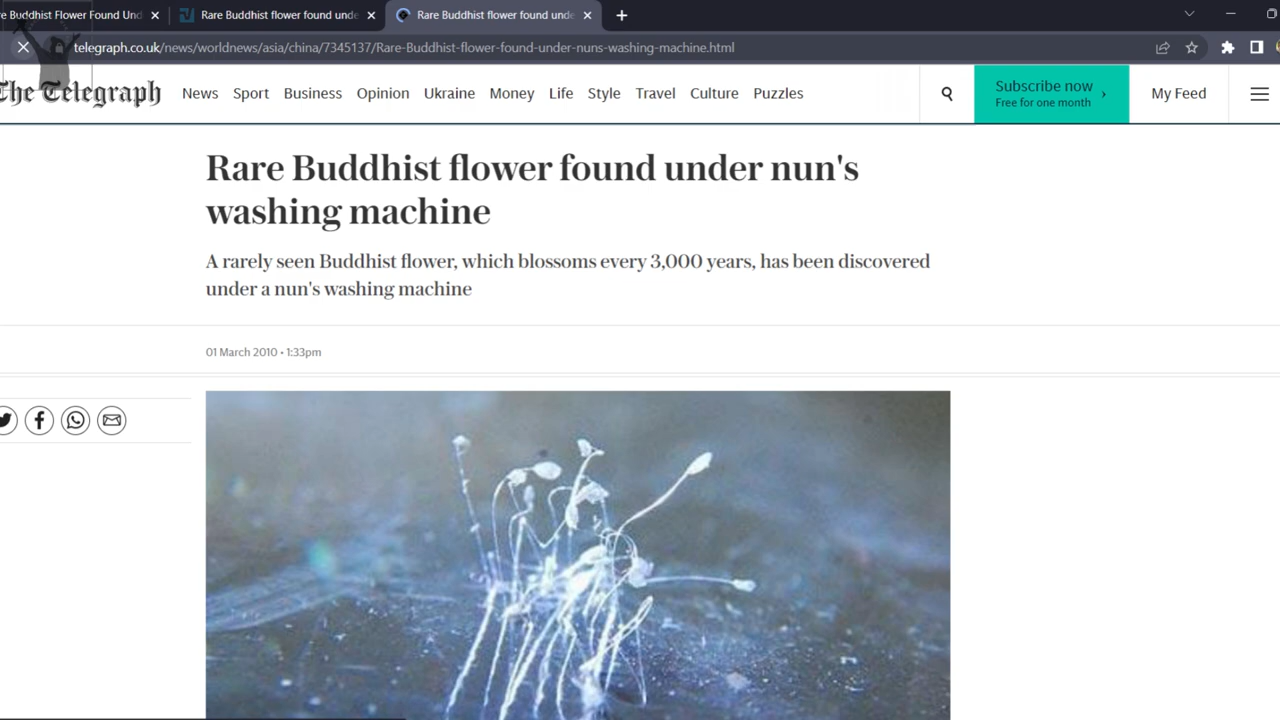 re Buddhist Flower Found Und
Rare Buddhist flower found unde
Rare Buddhist flower found unde
telegraph.co.uk/news/worldnews/asia/china/7345137/Rare-Buddhist-flower-found-under-nuns-washing-machine.html
The Telegraph
News Sport Business Opinion Ukraine Money Life Style Travel Culture Puzzles
Subscribe now
Free for one month
My Feed
Rare Buddhist flower found under nun's
washing machine
A rarely seen Buddhist flower, which blossoms every 3,000 years, has been discovered
under a nun's washing machine
01 March 2010 • 1:33pm